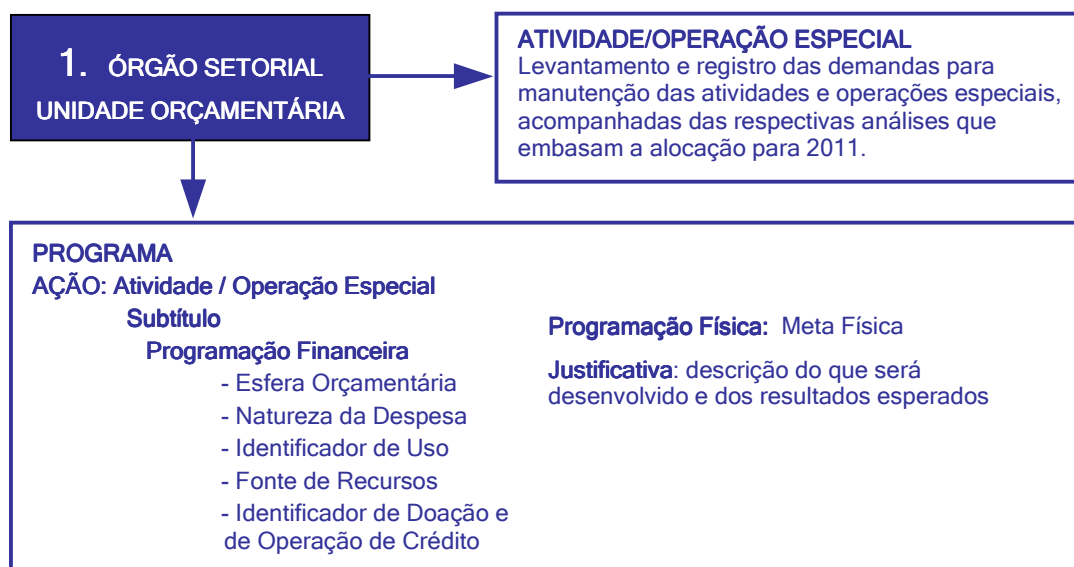 1. ÓRGÃO SETORIAL
UNIDADE ORÇAMENTÁRIA
ATIVIDADE/OPERAÇÃO ESPECIAL
Levantamento e registro das demandas para
manutenção das atividades e operações especiais,
acompanhadas das respectivas análises que
embasam a alocação para 2011.
PROGRAMA
AÇÃO: Atividade / Operação Especial
Subtítulo
Programação Financeira
- Esfera Orçamentária
- Natureza da Despesa
- Identificador de Uso
- Fonte de Recursos
- Identificador de Doação e
de Operação de Crédito
Programação Física: Meta Física
Justificativa: descrição do que será
desenvolvido e dos resultados esperados